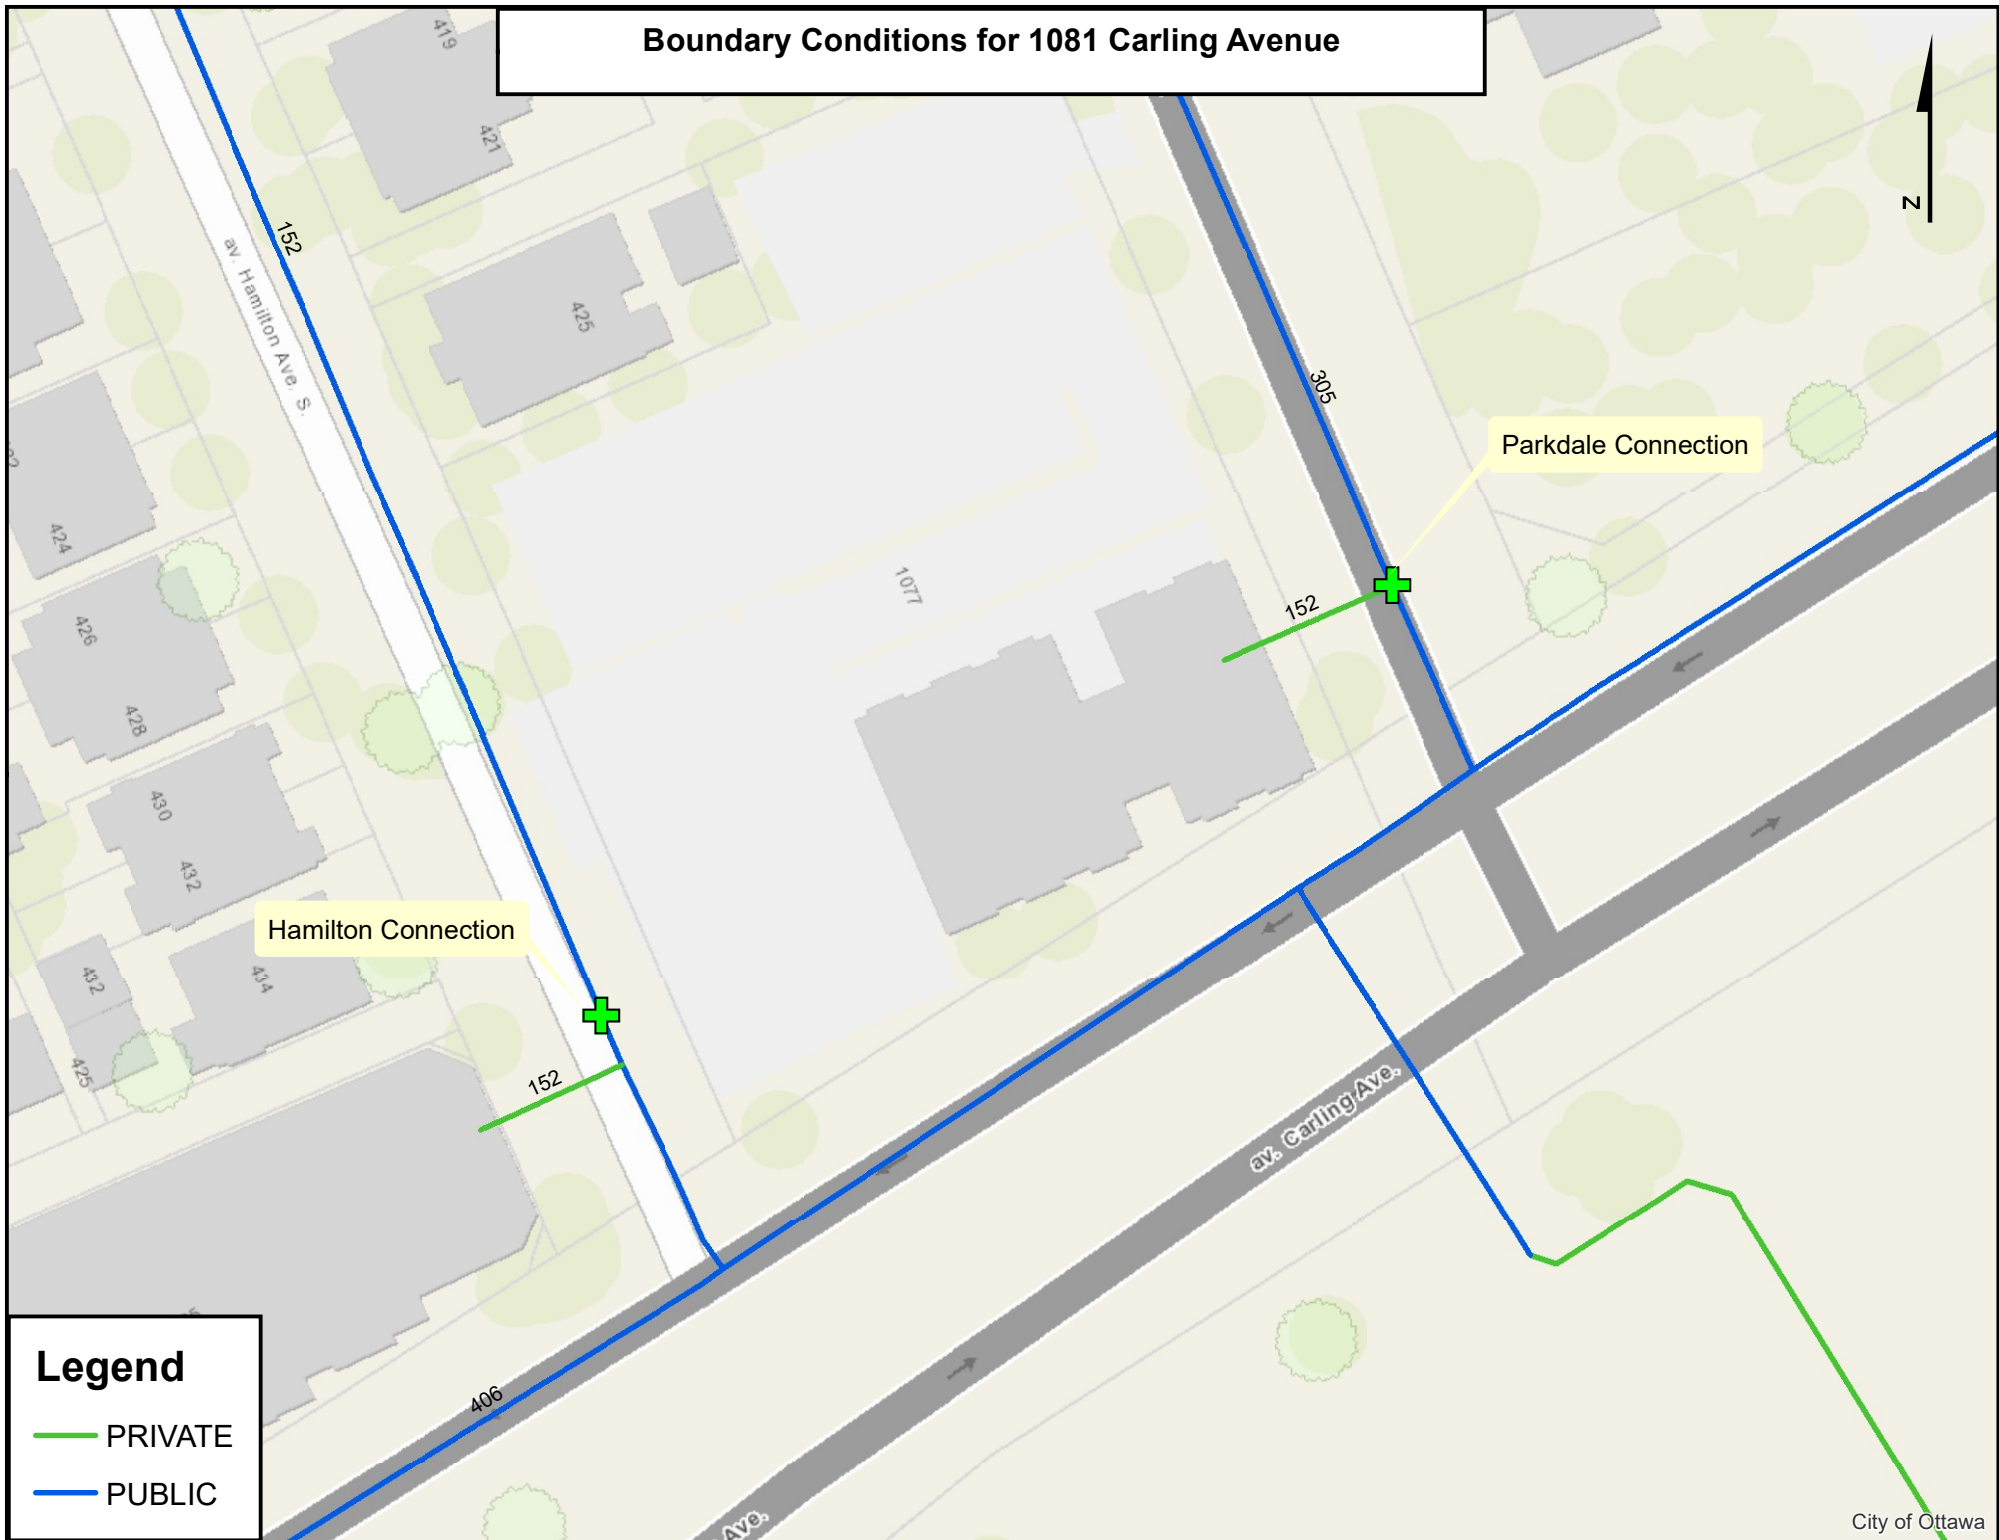 Boundary Conditions for 1081 Carling Avenue
419
421
152
av. Hamilton Ave. S.
425
305
N
Parkdale Connection
424
426
428
1077
152
430
432
Hamilton Connection
432
434
425
152
av. Carling Ave.
406
Ave.
Legend
PRIVATE
PUBLIC
City of Ottawa